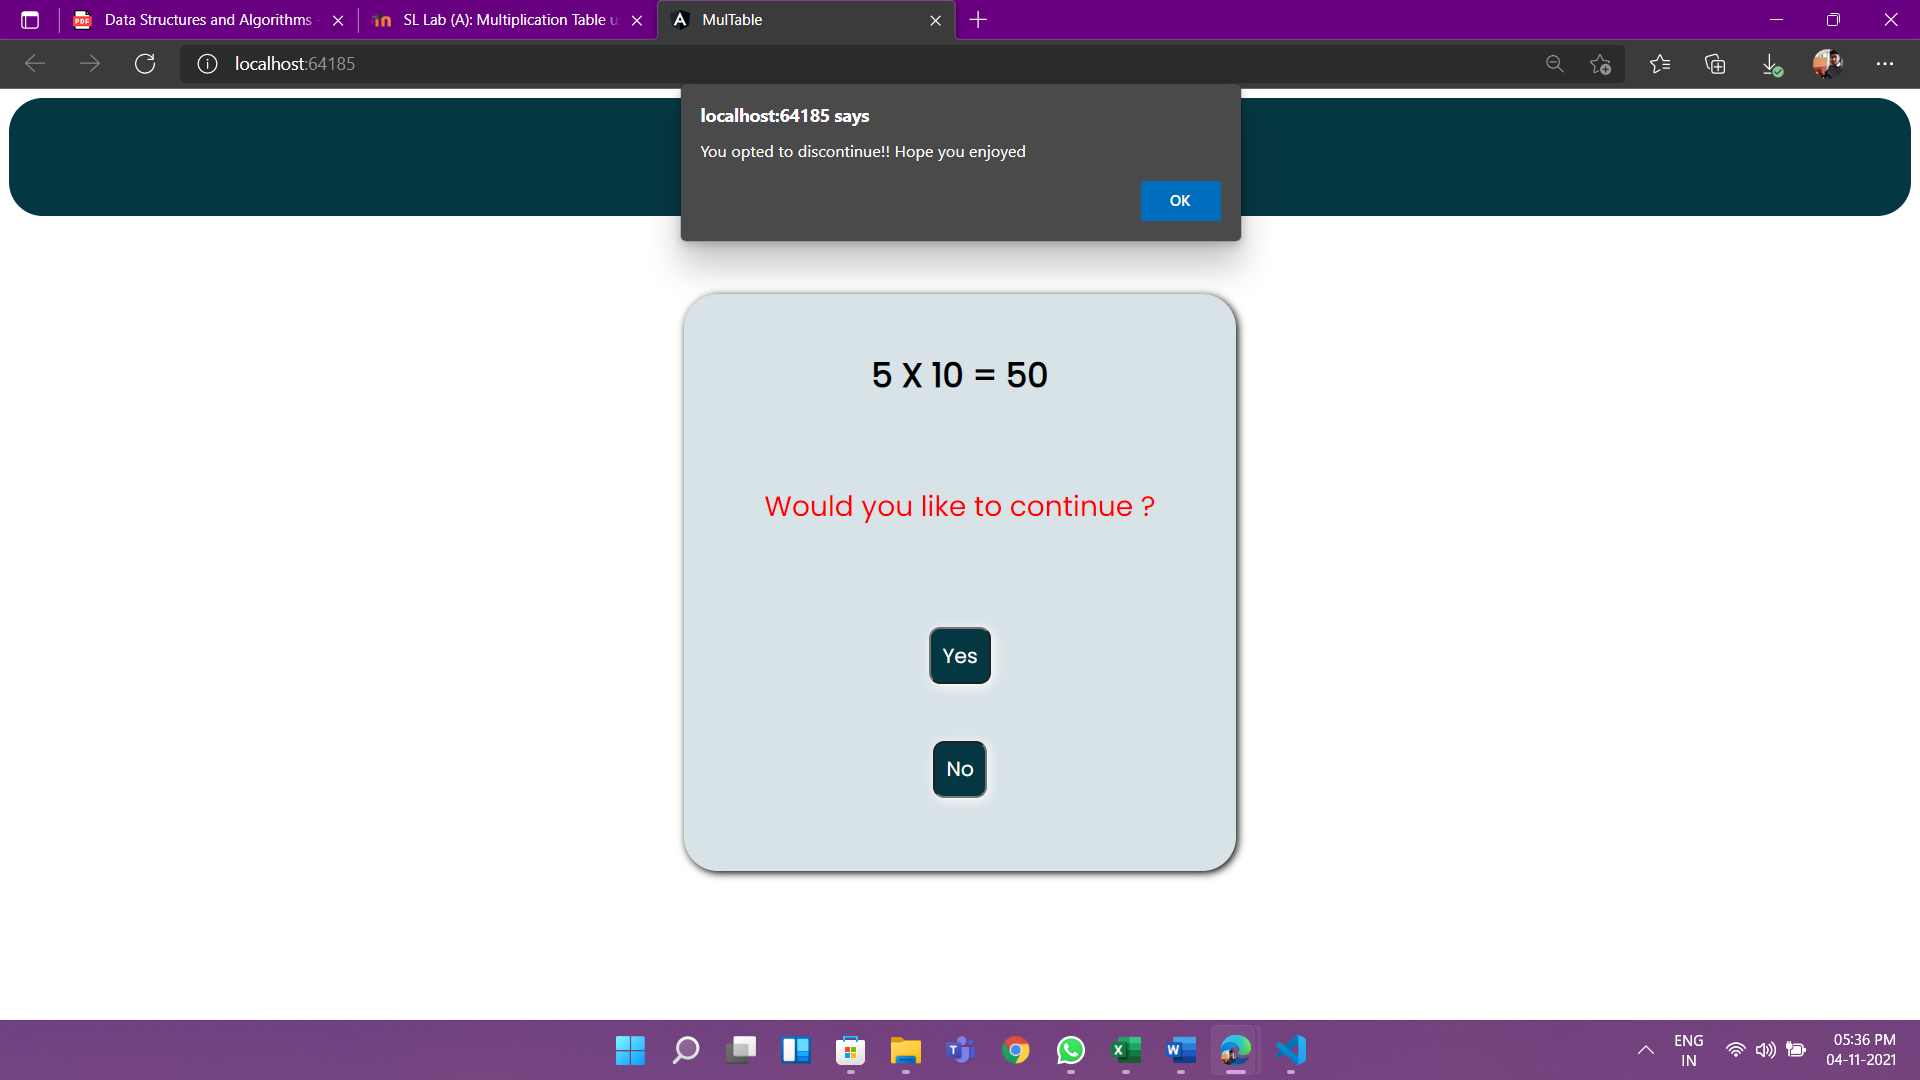 Data Structures and Algorithms
SL Lab (A): Multiplication Table u
MulTable
localhost:64185
localhost:64185 says
You opted to discontinue!! Hope you enjoyed
OK
5 X 10 = 50
Would you like to continue ?
Yes
No
ENG
IN
05:36 PM
04-11-2021